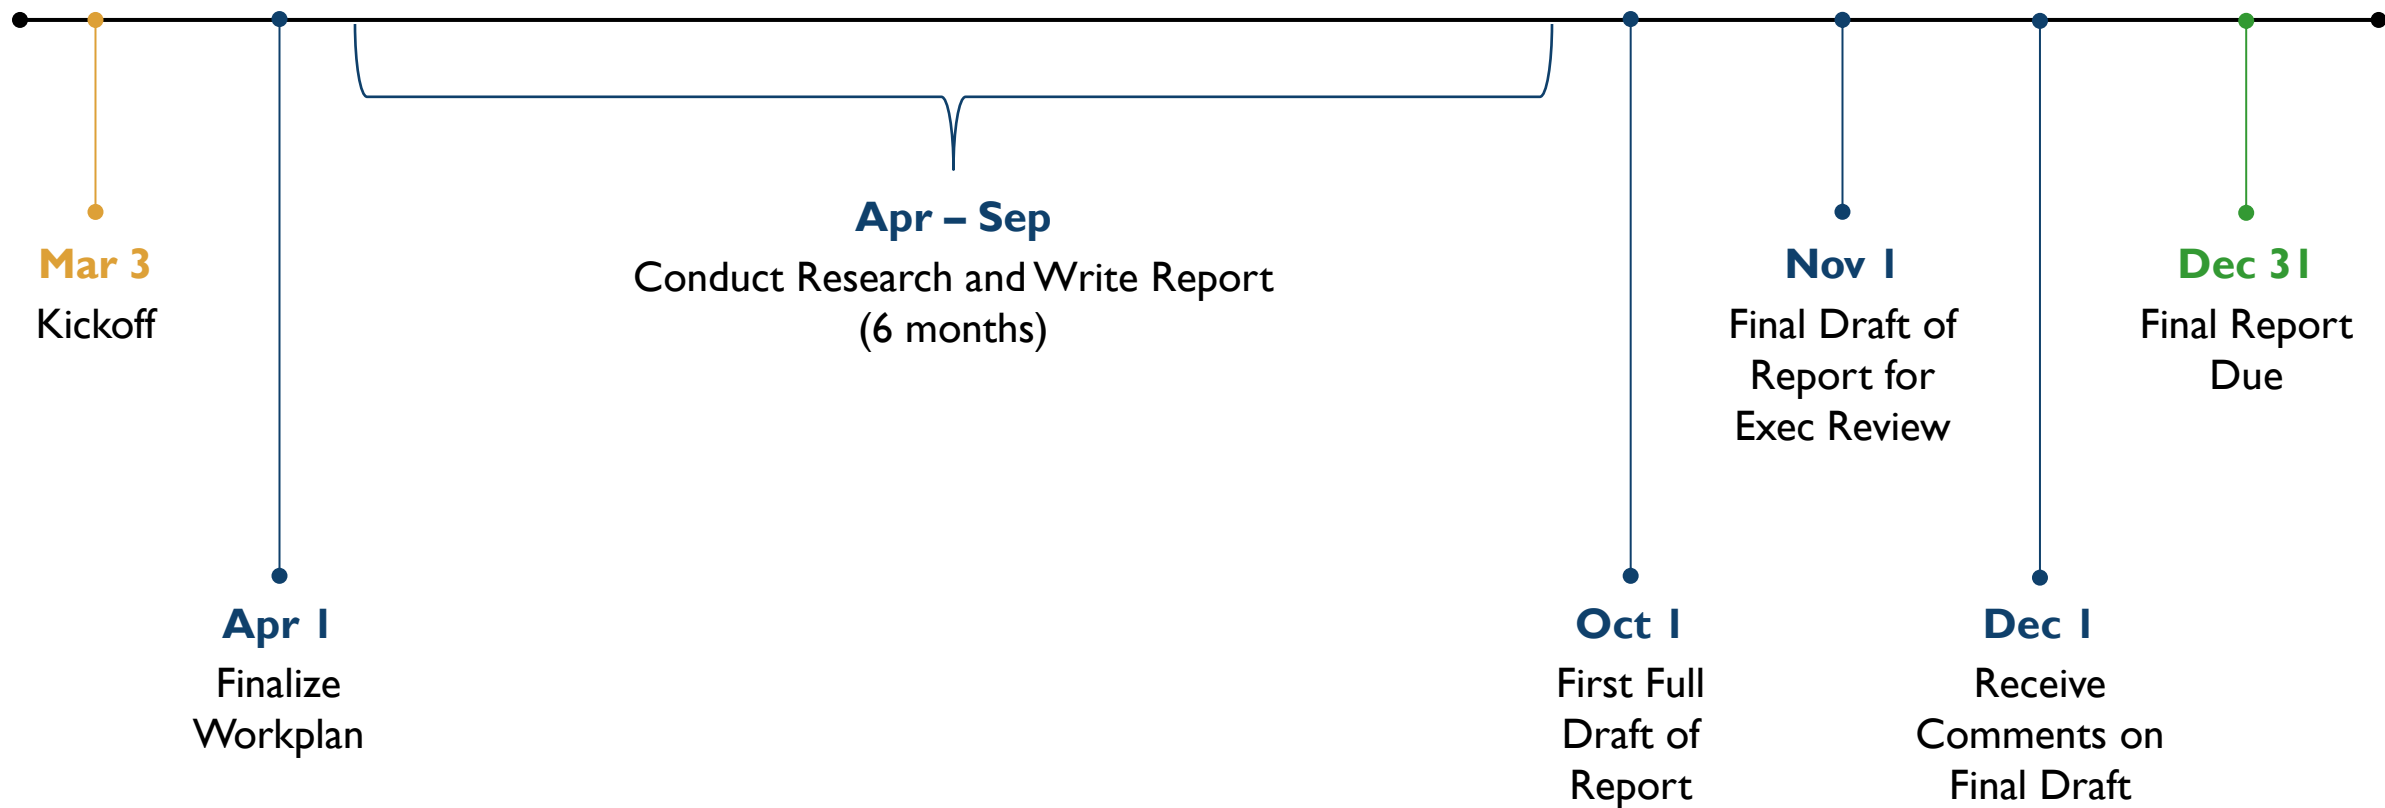 Mar 3
Kickoff
Apr 1
Finalize
Workplan
Apr – Sep
Conduct Research and Write Report
(6 months)
Oct 1
First Full
Draft of
Report
Nov 1
Final Draft of
Report for
Exec Review
Dec 1
Receive
Comments on
Final Draft
Dec 31
Final Report
Due